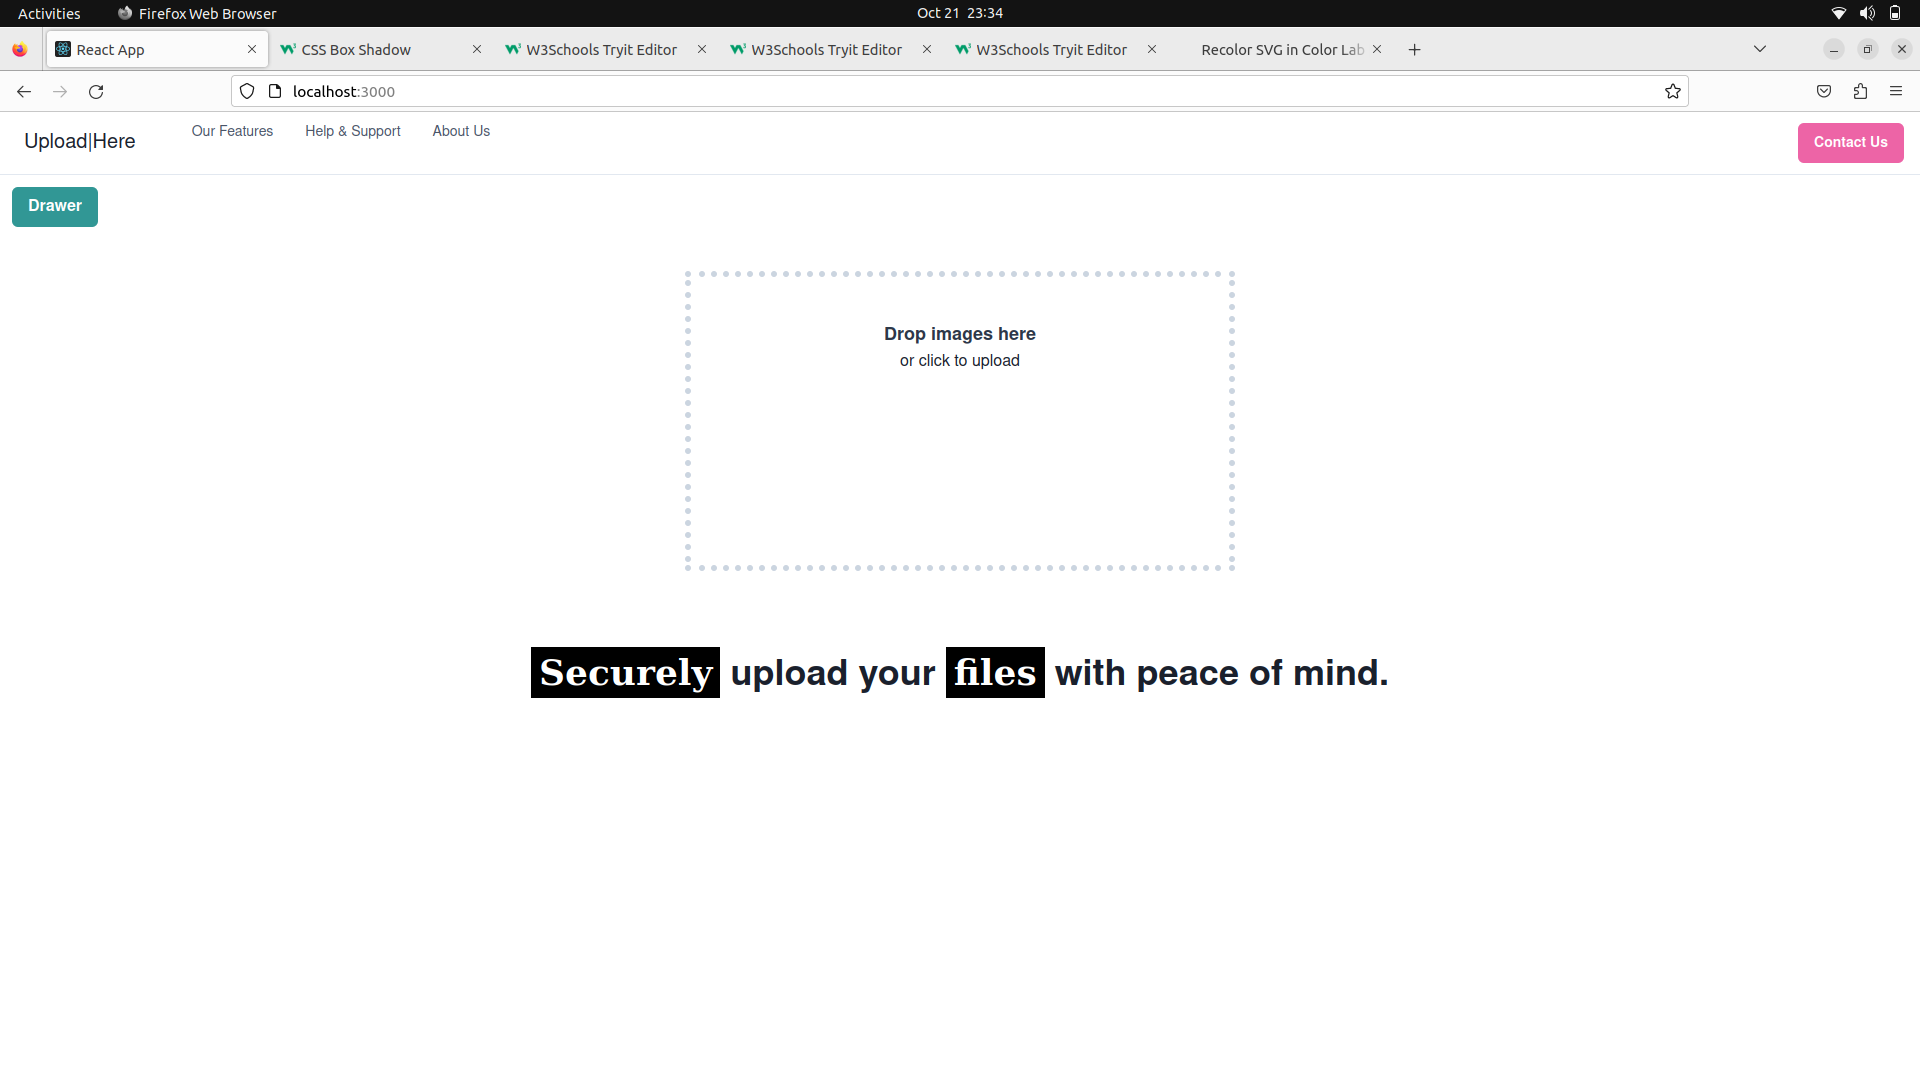 Activities Firefox Web Browser Oct 21 23:34
React App CSS Box Shadow W3Schools Tryit Editor W3Schools Tryit Editor W3Schools Tryit Editor Recolor SVG in Color Lab
localhost:3000
Upload|Here Our Features Help & Support About Us Contact Us
Drawer
Drop images here
or click to upload
Securely upload your files with peace of mind.